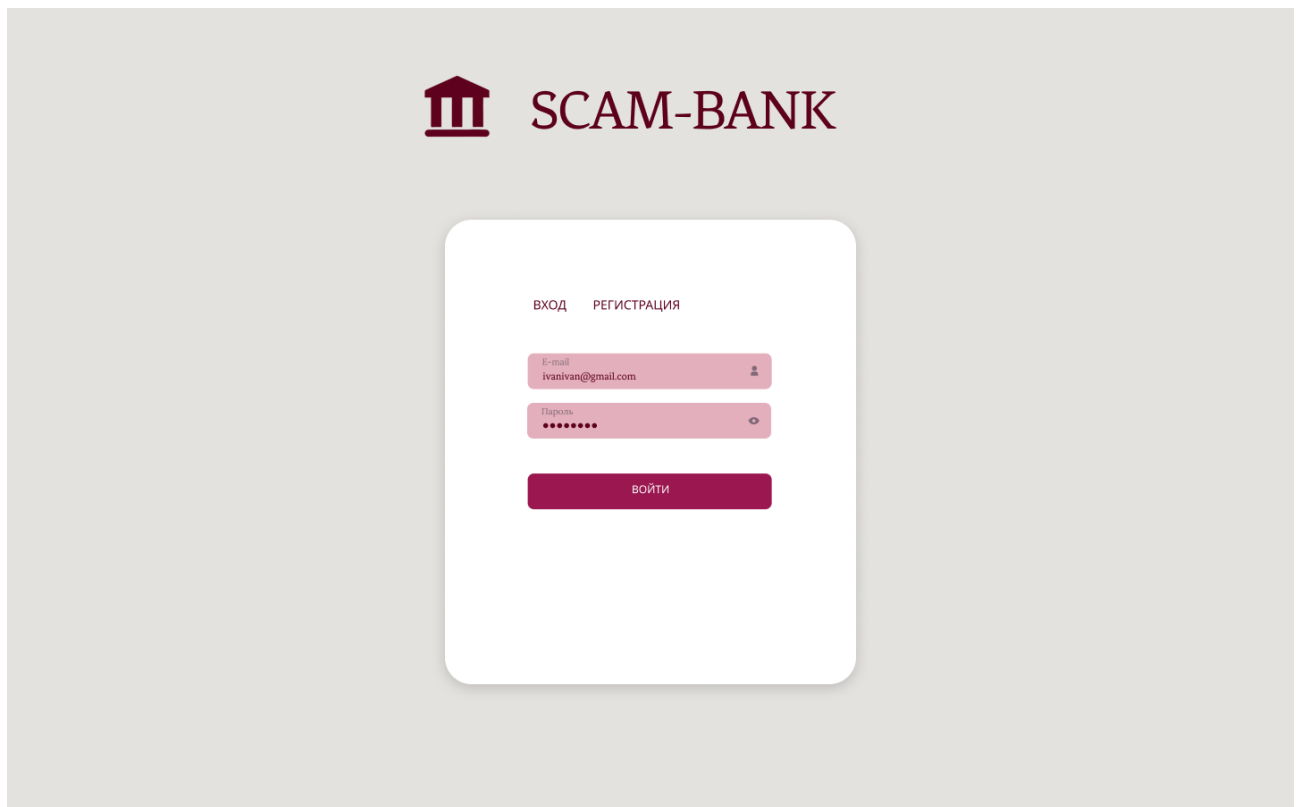 SCAM-BANK
ВХОД РЕГИСТРАЦИЯ
E-mail
ivanivan@gmail.com
Пароль
••••••••
ВОЙТИ